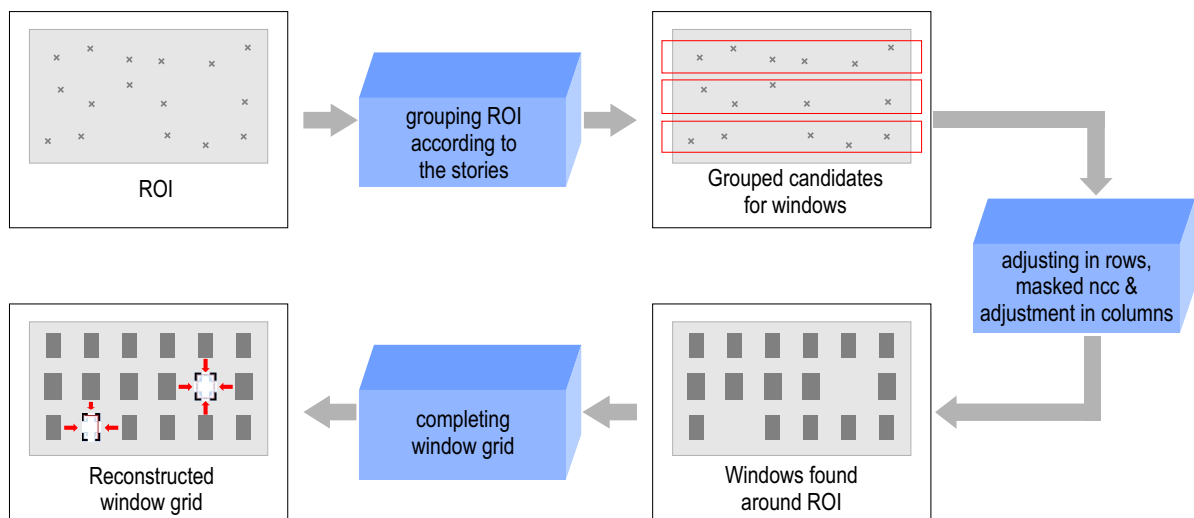 ROI
grouping ROI
according to
the stories
Grouped candidates
for windows
adjusting in rows,
masked ncc &
adjustment in columns
Windows found
around ROI
completing
window grid
Reconstructed
window grid